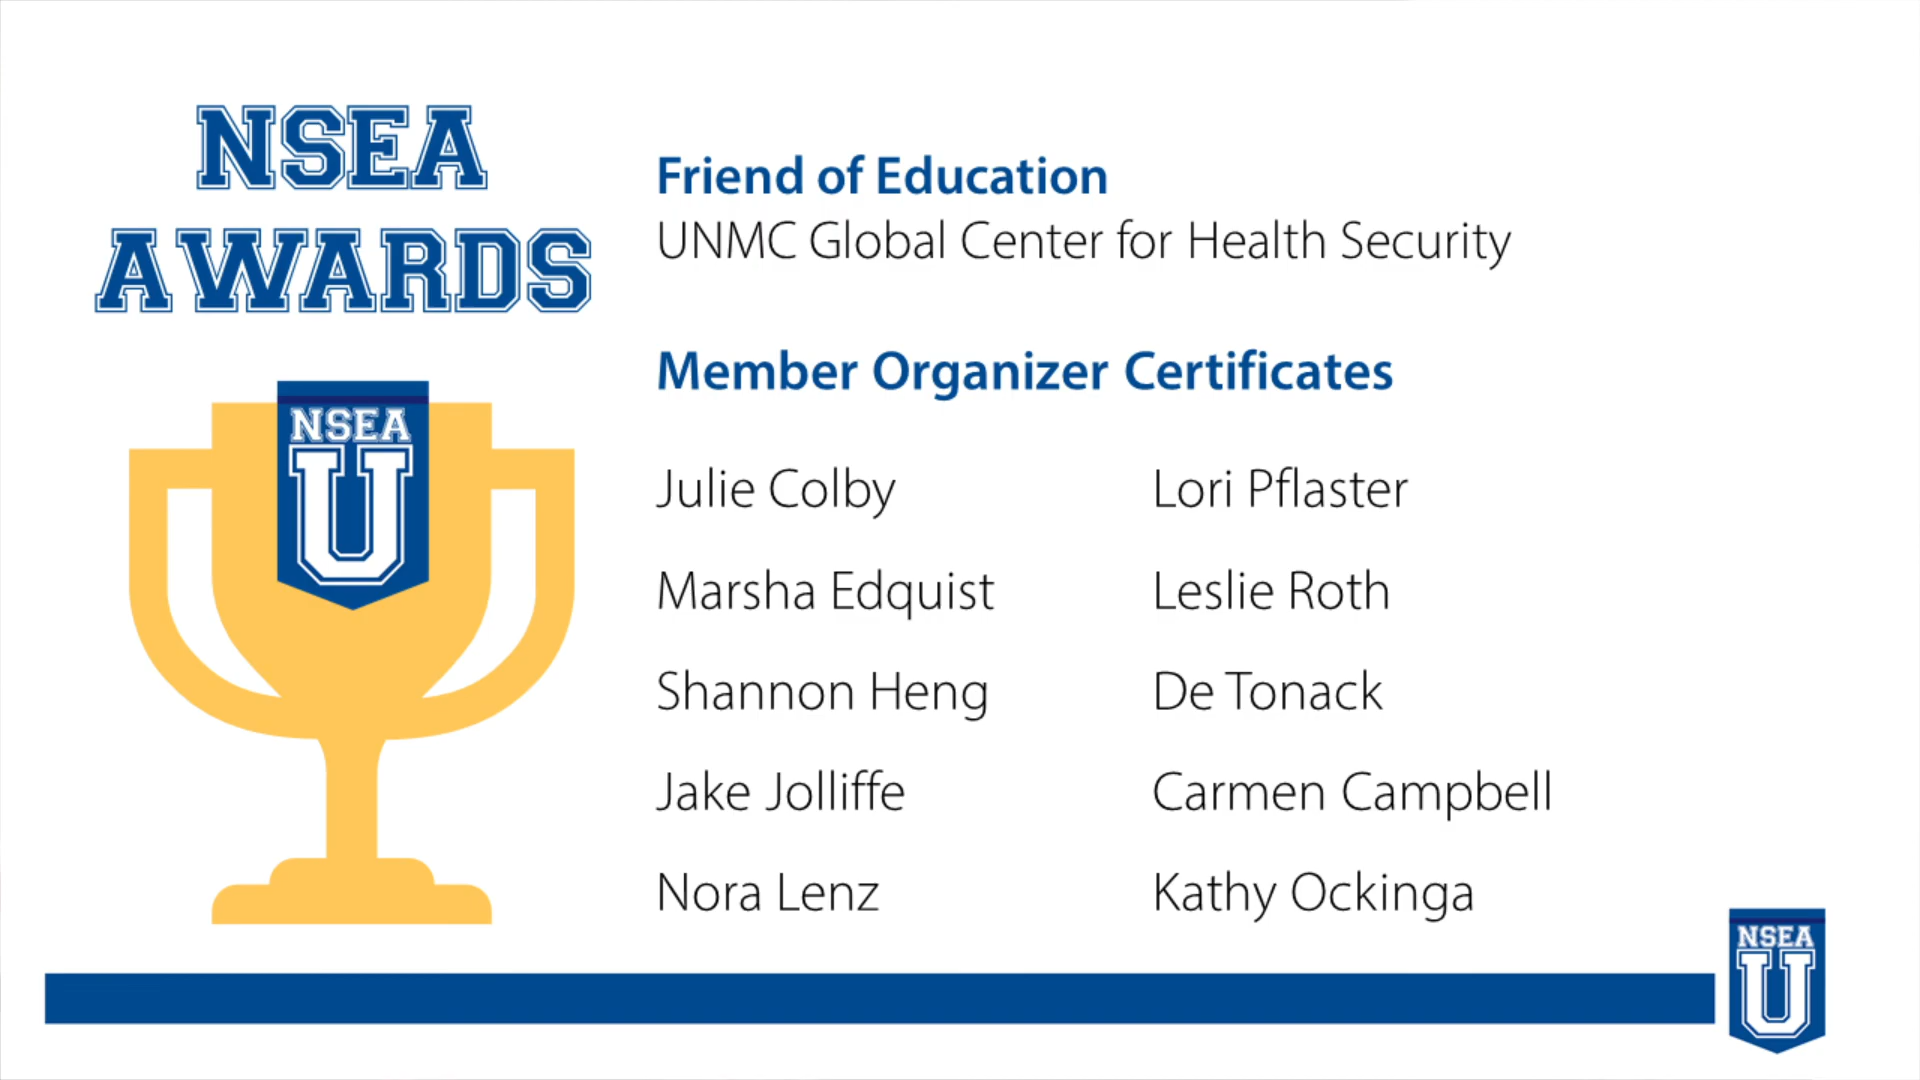 NSEA
AWARDS
NSEA
U
Friend of Education
UNMC Global Center for Health Security
Member Organizer Certificates
Julie Colby
Marsha Edquist
Shannon Heng
Jake Jolliffe
Nora Lenz
Lori Pflaster
Leslie Roth
De Tonack
Carmen Campbell
Kathy Ockinga
NSEA
U